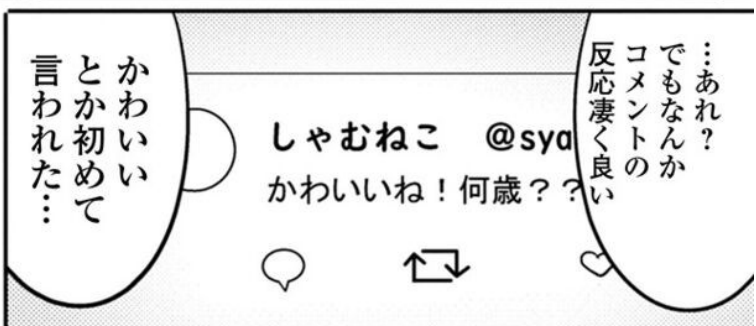 …あれ?
でもなんか
コメントの
反応凄く良い
しゃむねこ @sya
かわいいね!何歳??
かわいい
とか初めて
言われた…